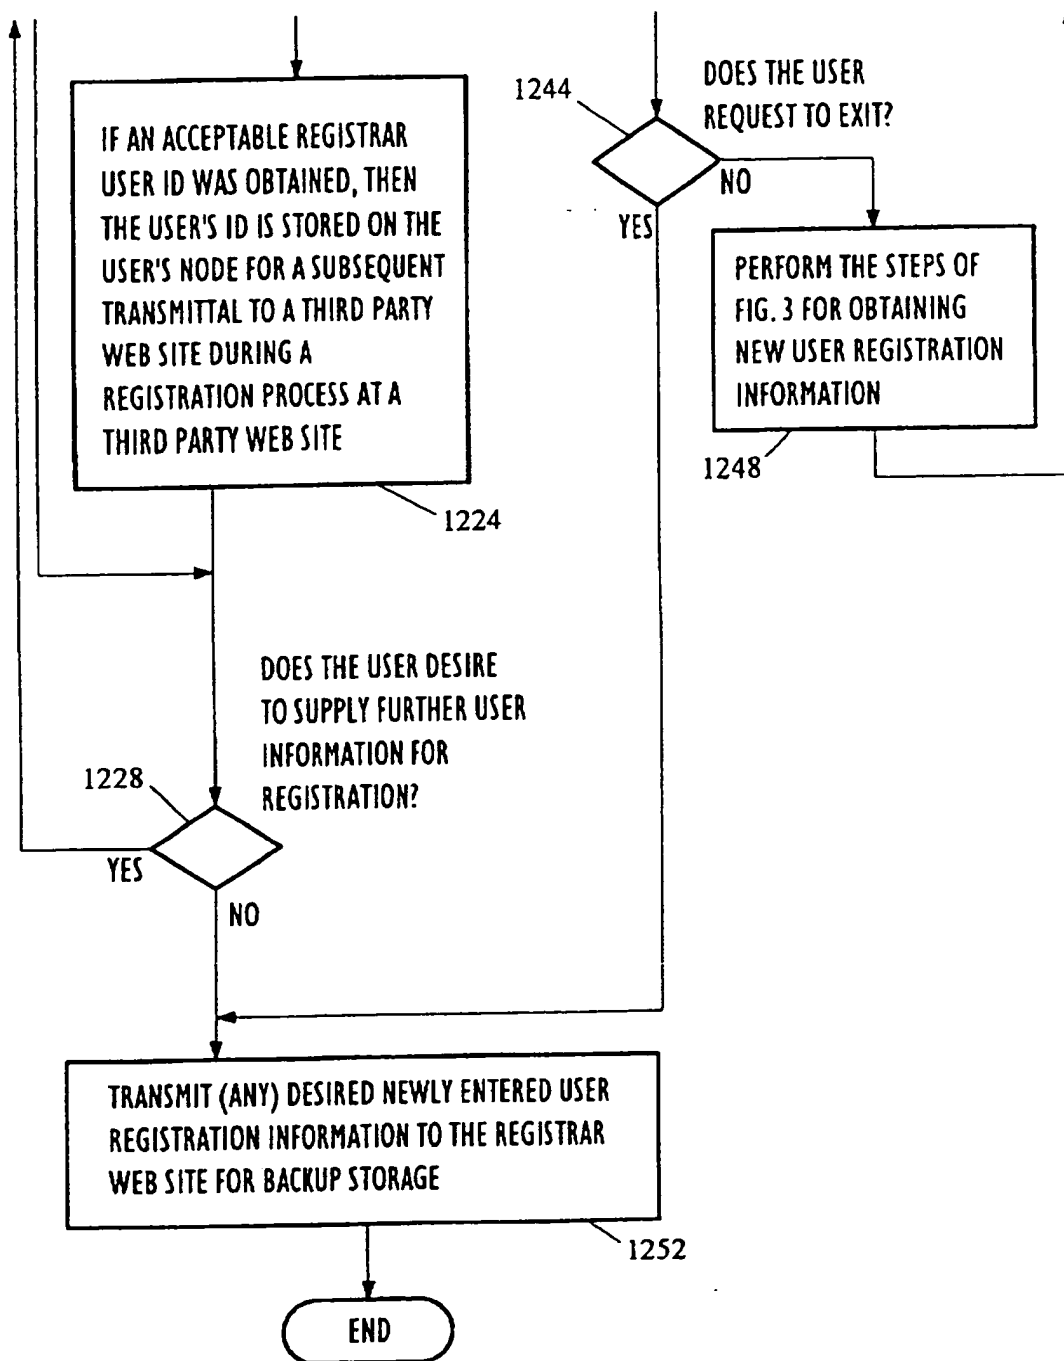 IF AN ACCEPTABLE REGISTRAR
USER ID WAS OBTAINED, THEN
THE USER'S ID IS STORED ON THE
USER'S NODE FOR A SUBSEQUENT
TRANSMITTAL TO A THIRD PARTY
WEB SITE DURING A
REGISTRATION PROCESS AT A
THIRD PARTY WEB SITE
1224
1244
DOES THE USER
REQUEST TO EXIT?
NO
YES
PERFORM THE STEPS OF
FIG. 3 FOR OBTAINING
NEW USER REGISTRATION
INFORMATION
1248
DOES THE USER DESIRE
TO SUPPLY FURTHER USER
INFORMATION FOR
REGISTRATION?
1228
YES
NO
TRANSMIT (ANY) DESIRED NEWLY ENTERED USER
REGISTRATION INFORMATION TO THE REGISTRAR
WEB SITE FOR BACKUP STORAGE
1252
END